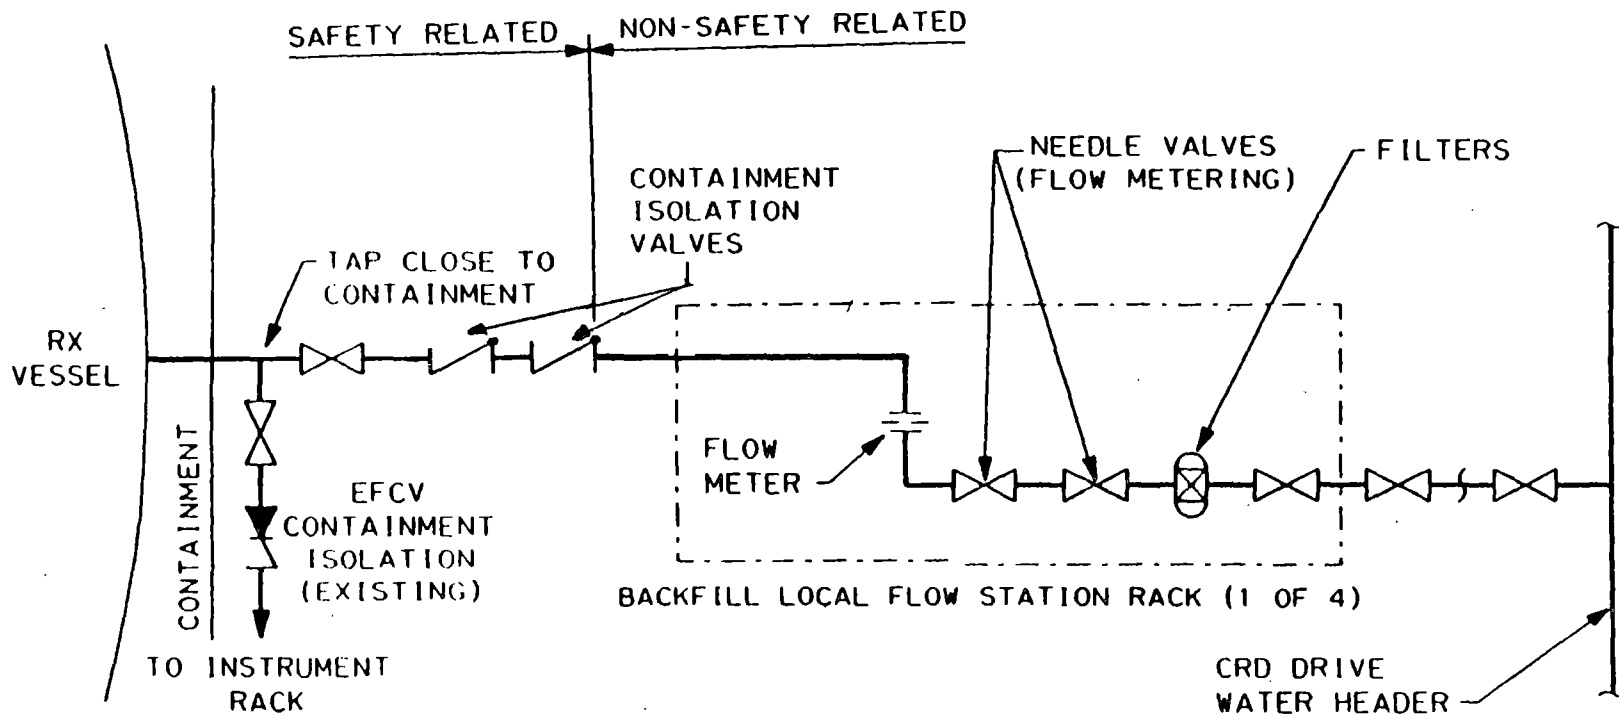 SAFETY RELATED
NON-SAFETY RELATED
CONTAINMENT
ISOLATION
VALVES
NEEDLE VALVES
(FLOW METERING)
FILTERS
TAP CLOSE TO
CONTAINMENT
RX
VESSEL
CONTAINMENT
EFCV
CONTAINMENT
ISOLATION
(EXISTING)
FLOW
METER
BACKFILL LOCAL FLOW STATION RACK (1 OF 4)
TO INSTRUMENT
RACK
CRD DRIVE
WATER HEADER